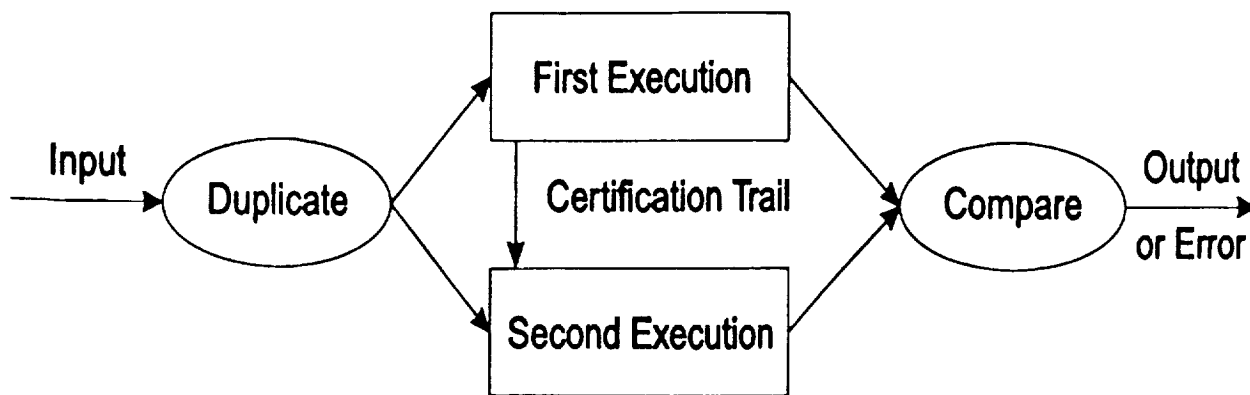 First Execution
Input
Duplicate
Certification Trail
Compare
Output
or Error
Second Execution